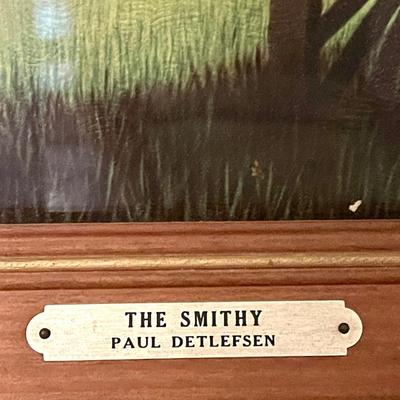 THE SMITHY
PAUL DETLEFSEN